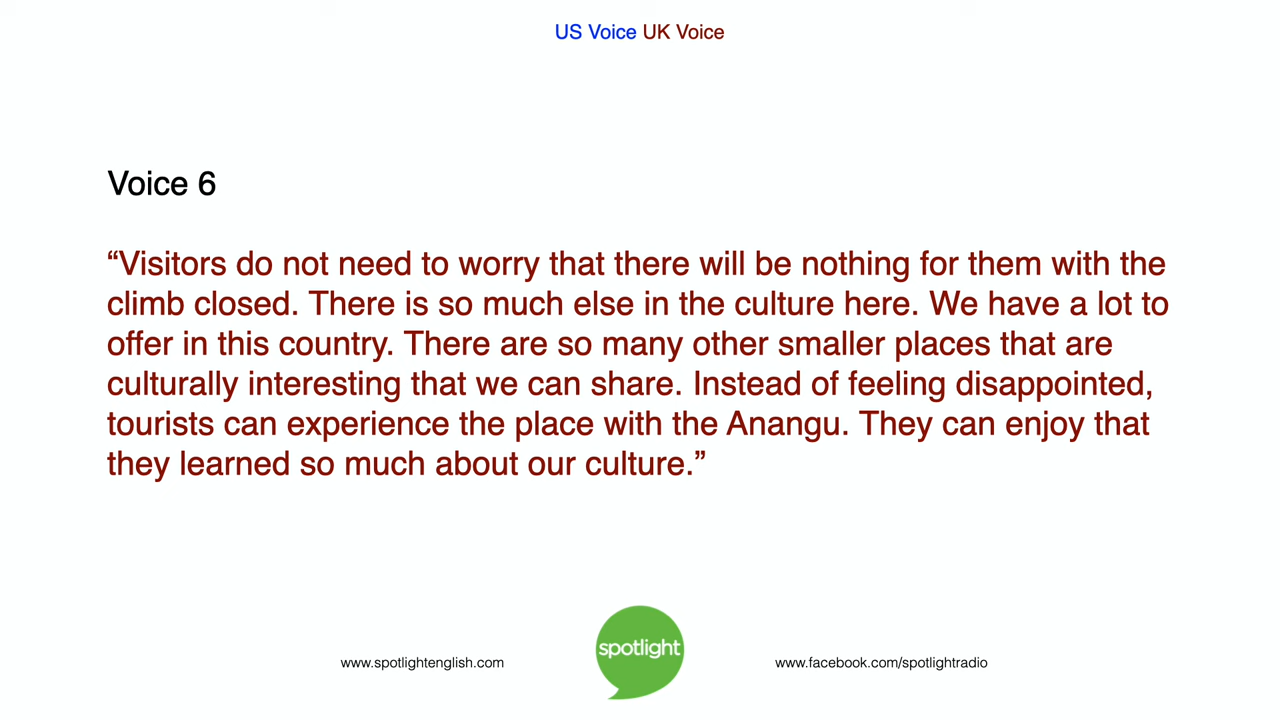 US Voice UK Voice
Voice 6
“Visitors do not need to worry that there will be nothing for them with the
climb closed. There is so much else in the culture here. We have a lot to
offer in this country. There are so many other smaller places that are
culturally interesting that we can share. Instead of feeling disappointed,
tourists can experience the place with the Anangu. They can enjoy that
they learned so much about our culture.”
spotlight
www.spotlightenglish.com
www.facebook.com/spotlightradio